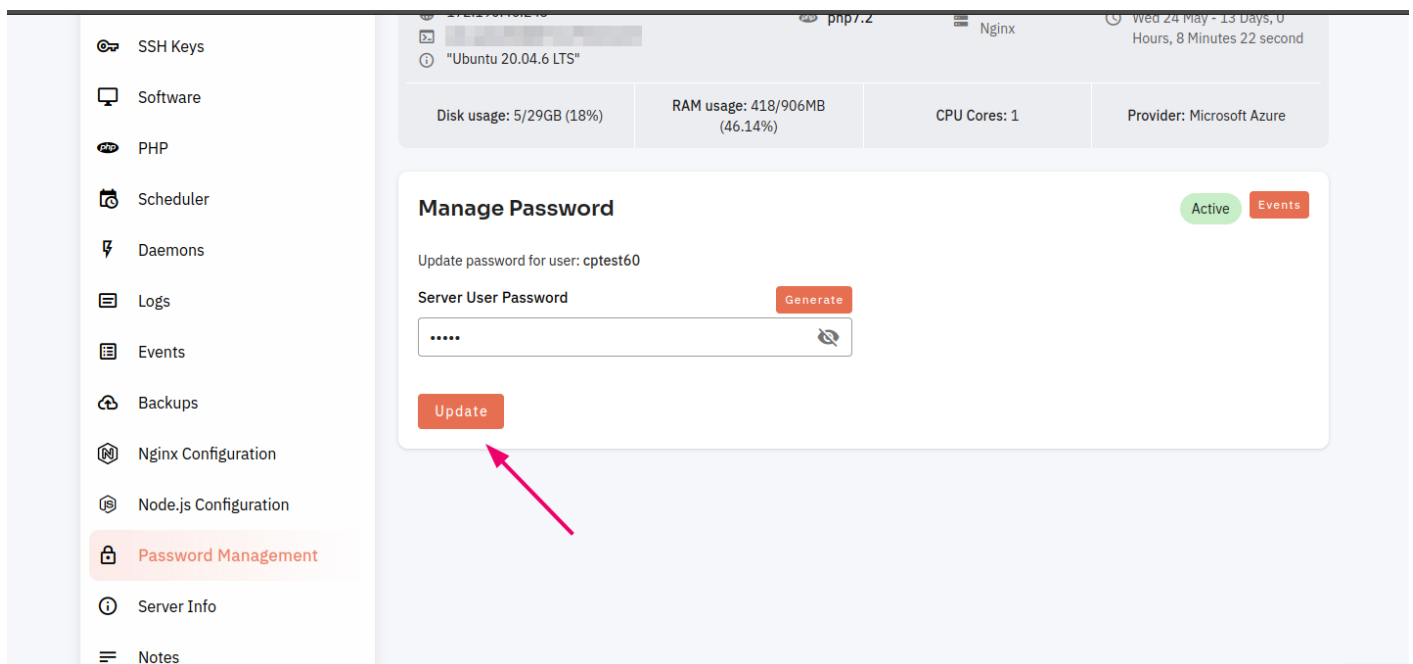 php7.2
Wed 24 May - 13 Days, 0
Hours, 8 Minutes 22 second
Nginx
"Ubuntu 20.04.6 LTS"
Disk usage: 5/29GB (18%)
RAM usage: 418/906MB
(46.14%)
CPU Cores: 1
Provider: Microsoft Azure
SSH Keys
Software
PHP
Scheduler
Daemons
Logs
Events
Backups
Nginx Configuration
Node.js Configuration
Password Management
Server Info
Notes
Manage Password
Active
Events
Update password for user: cptest60
Server User Password
Generate
•••••
Update